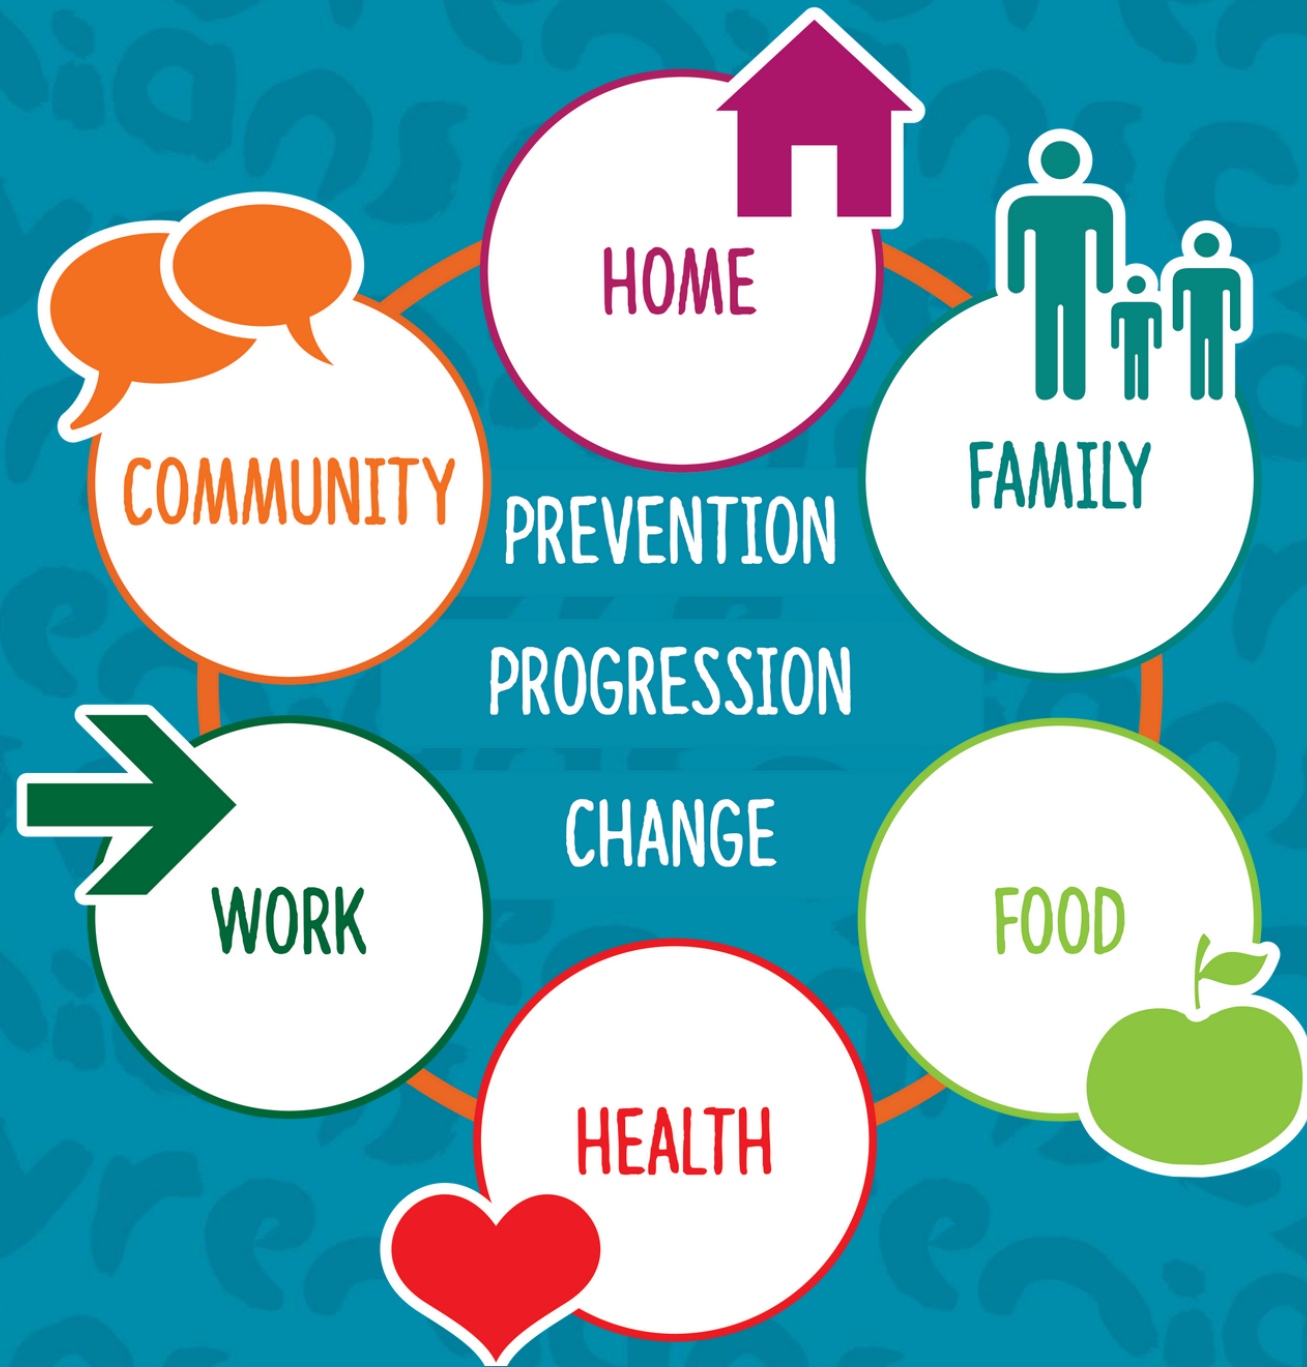 HOME
FAMILY
COMMUNITY
PREVENTION
PROGRESSION
CHANGE
WORK
FOOD
HEALTH